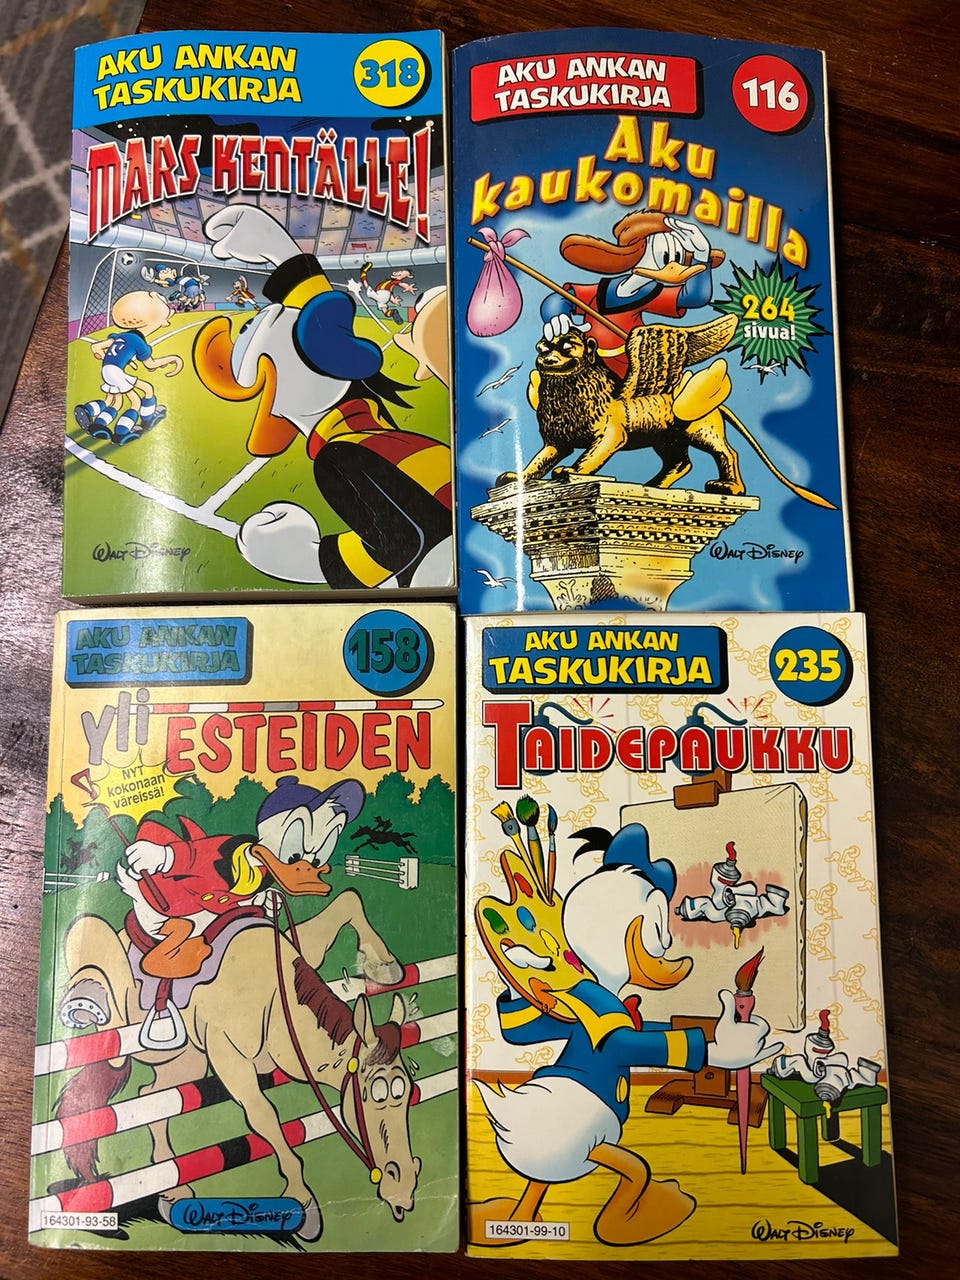 AKU ANKAN
TASKUKIRJA
318
MARS KENTÄLLE!
WALT DISNEY
AKU ANKAN
TASKUKIRJA
116
Aku
kaukomailla
264
sivua!
WALT DISNEY
AKU ANKAN
TASKUKIRJA
158
yli
ESTEIDEN
NYT
kokonaan
väreissä!
164301-93-58
WALT DISNEY
AKU ANKAN
TASKUKIRJA
235
TAIDEPAUKKU
164301-99-10
WALT DISNEY